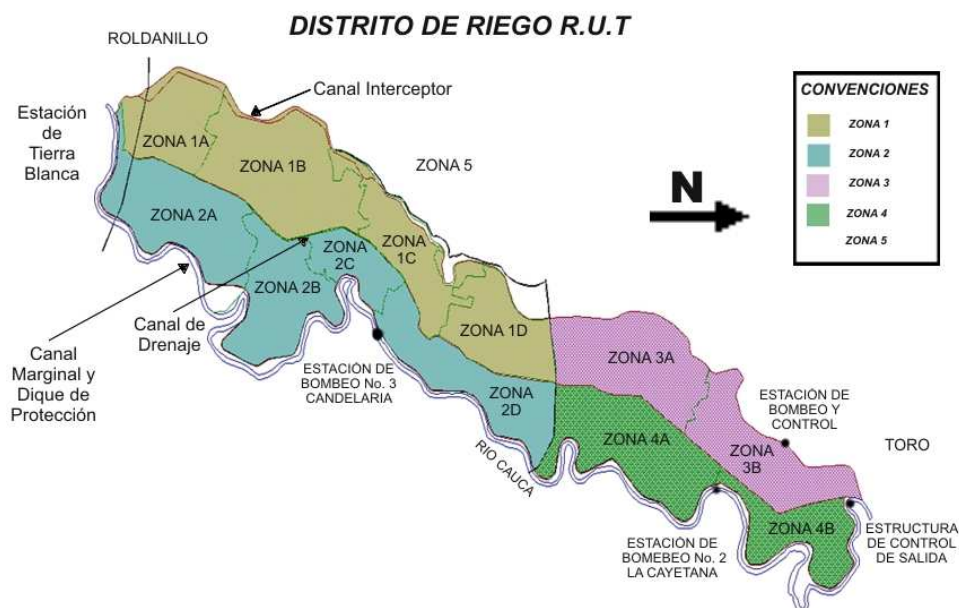 DISTRITO DE RIEGO R.U.T
ROLDANILLO
Canal Interceptor
Estación
de
Tierra
Blanca
ZONA 1A
ZONA 1B
ZONA 5
N
CONVENCIONES
ZONA 1
ZONA 2
ZONA 3
ZONA 4
ZONA 5
ZONA 2A
ZONA
2C
ZONA
1C
ZONA 2B
ZONA 1D
Canal de
Drenaje
Canal
Marginal y
Dique de
Protección
ESTACIÓN DE
BOMBEO No. 3
CANDELARIA
ZONA
2D
ZONA 3A
ESTACIÓN DE
BOMBEO Y
CONTROL
TORO
ZONA 4A
ZONA
3B
RIO CAUCA
ZONA 4B
ESTACIÓN DE
BOMEBEO No. 2
LA CAYETANA
ESTRUCTURA
DE CONTROL
DE SALIDA